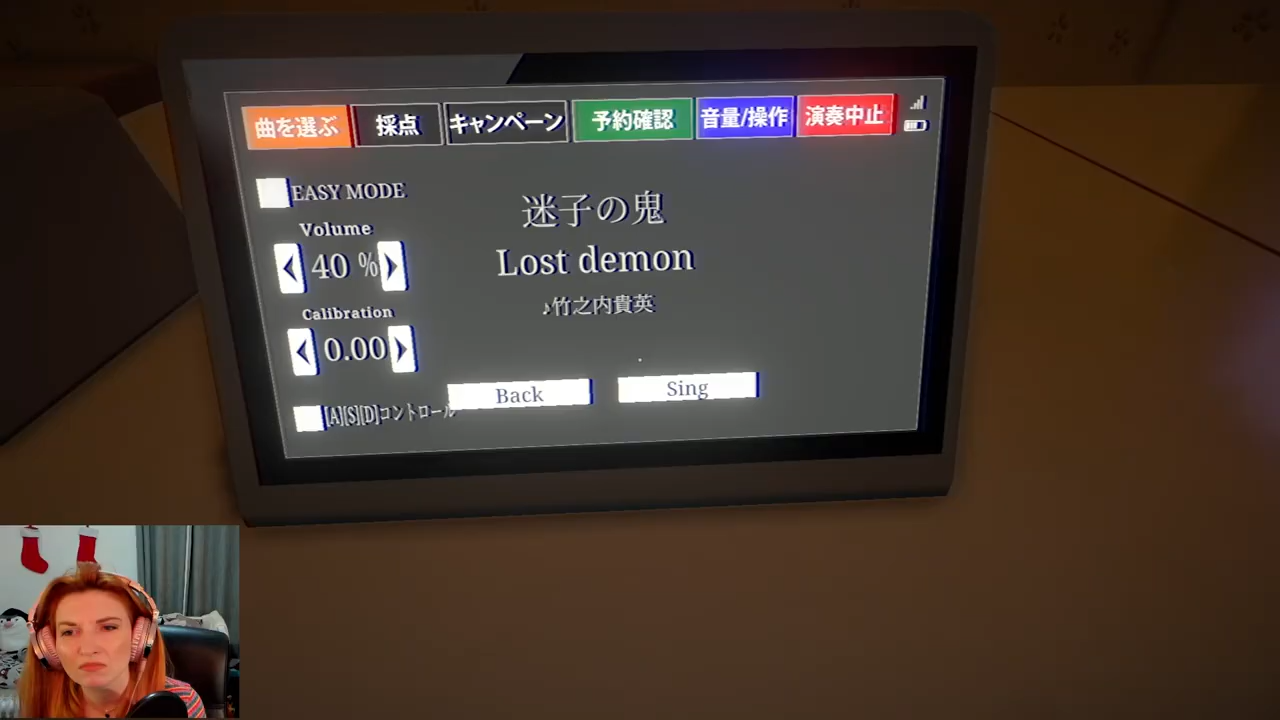 曲を選ぶ 採点 キャンペーン 予約確認 音量/操作 演奏中止
EASY MODE
Volume
40 %
Calibration
0.00
[A][S][D]コントロール
迷子の鬼
Lost demon
♪竹之内貴英
Back Sing